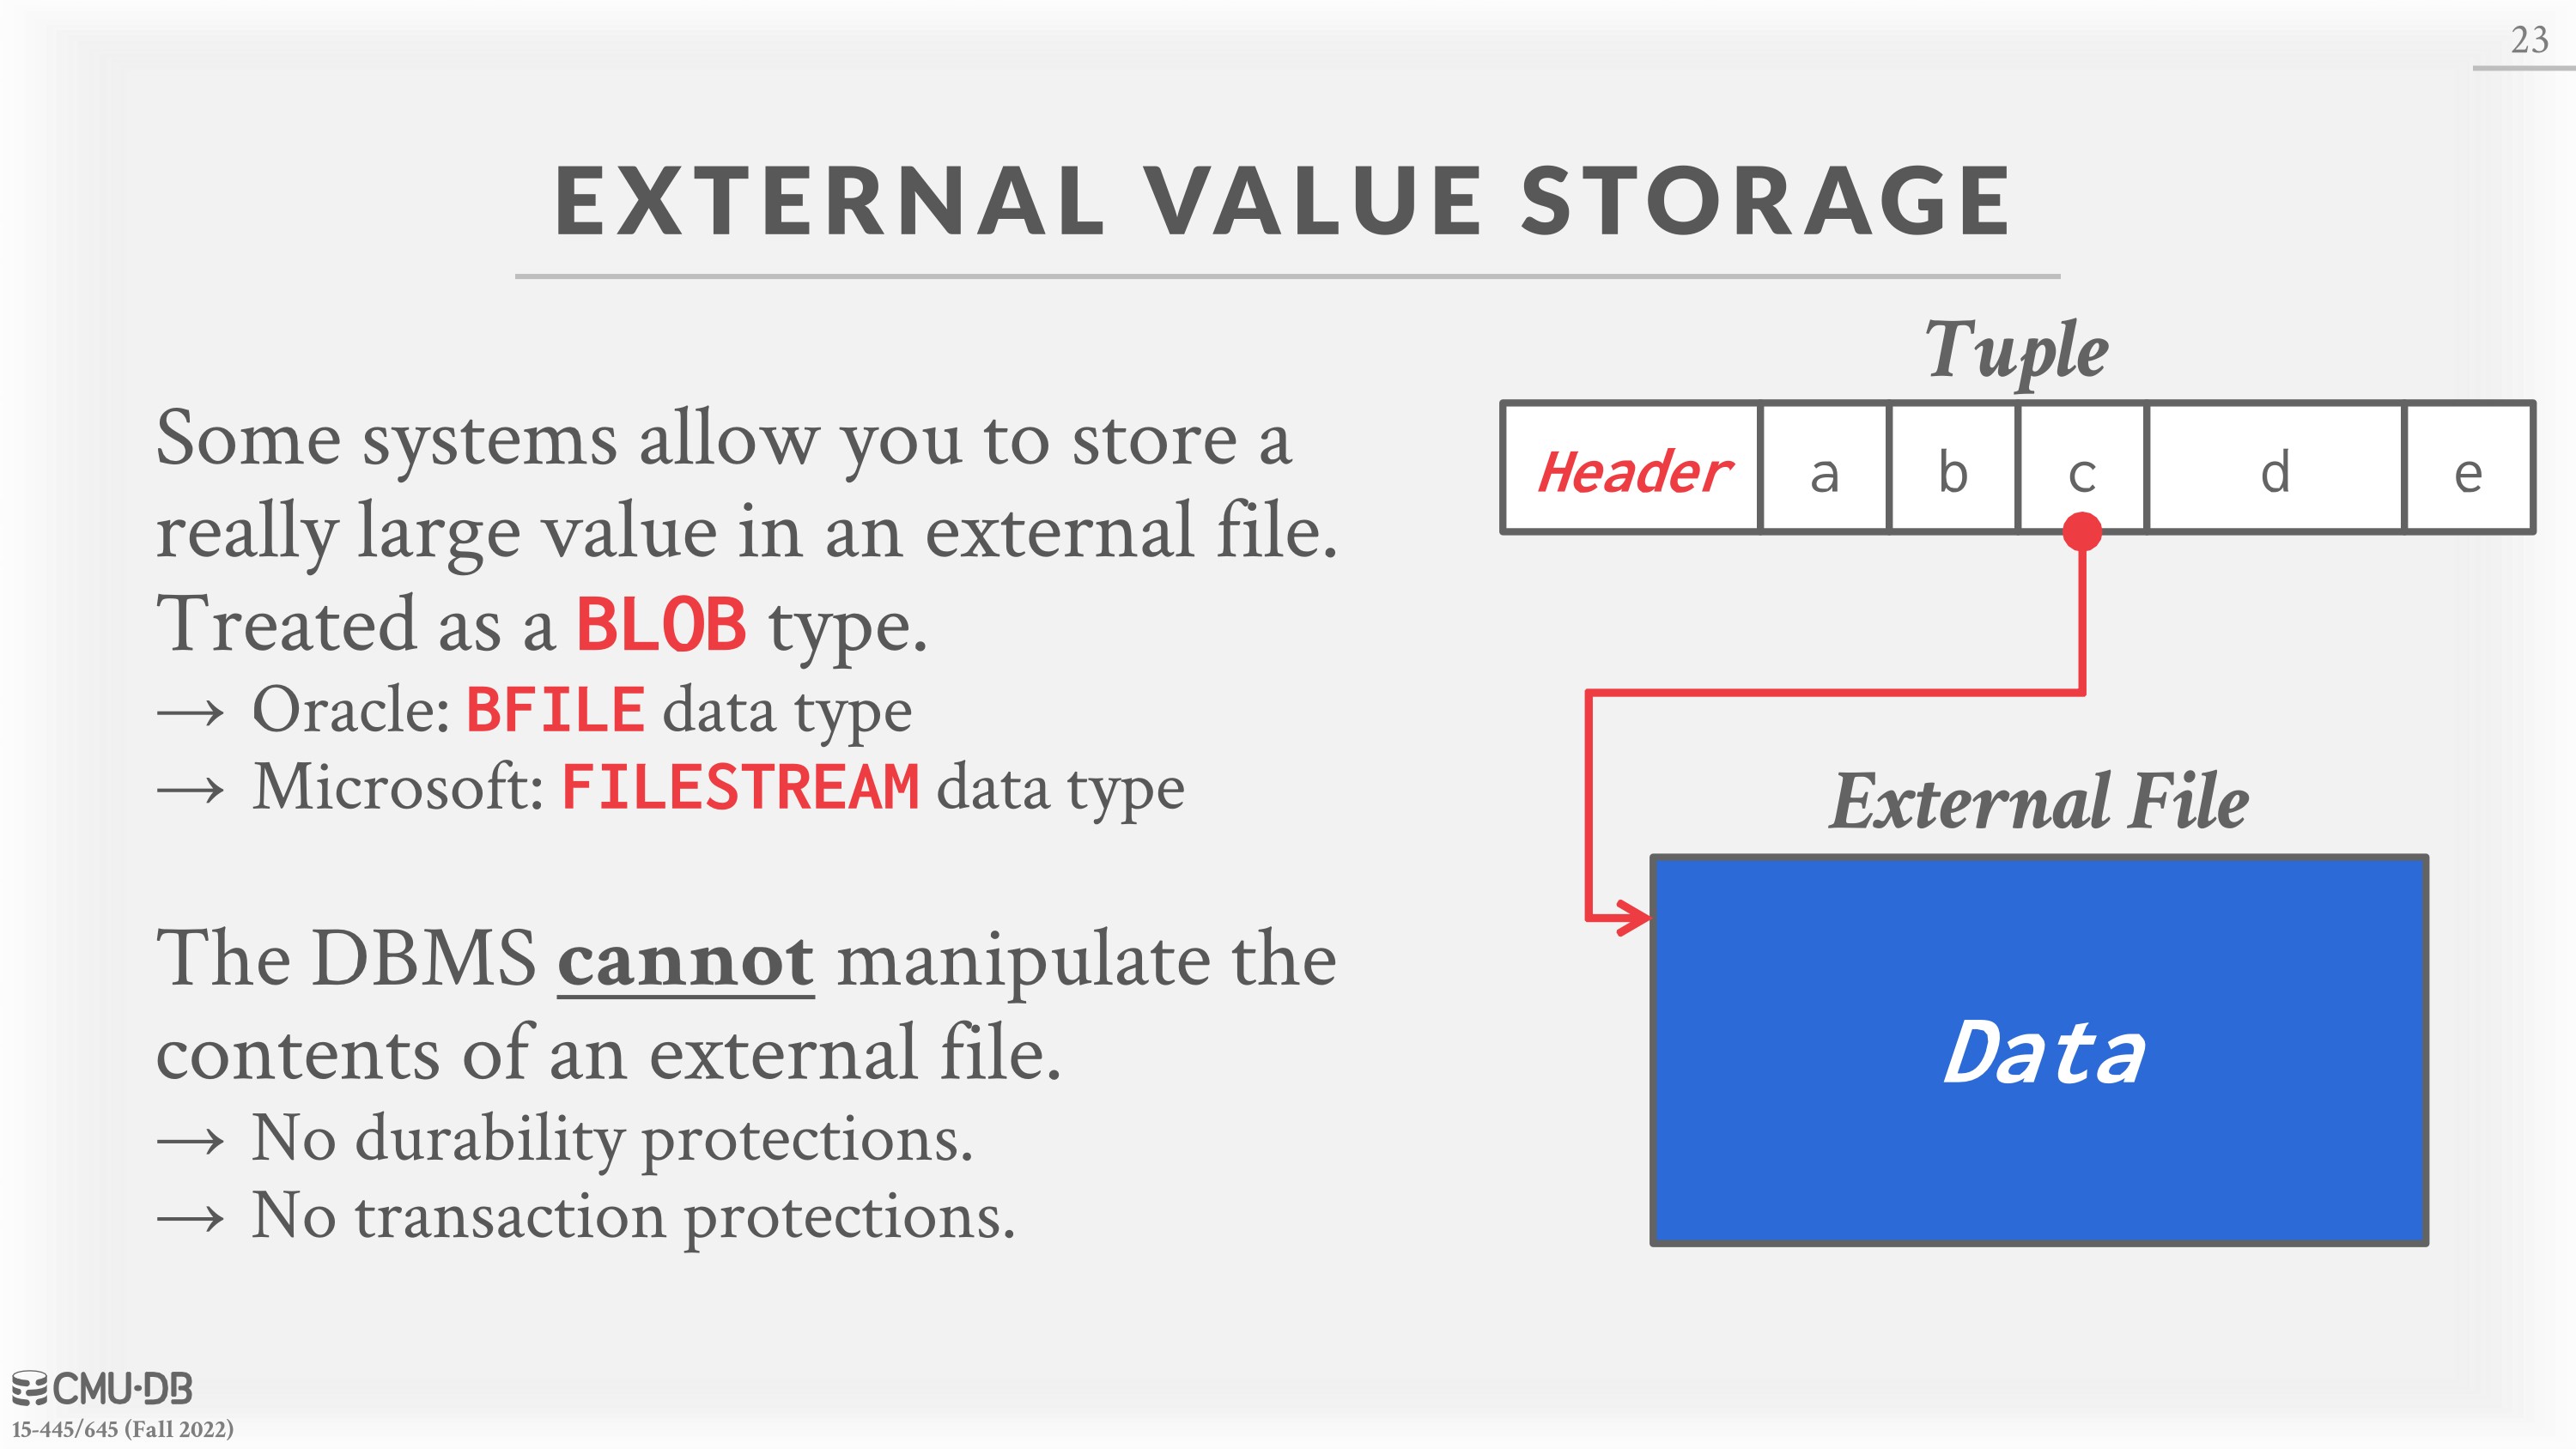 23
EXTERNAL VALUE STORAGE
Some systems allow you to store a
really large value in an external file.
Treated as a BLOB type.
→ Oracle: BFILE data type
→ Microsoft: FILESTREAM data type
The DBMS cannot manipulate the
contents of an external file.
→ No durability protections.
→ No transaction protections.
Tuple
Header a b c d e
External File
Data
CMU·DB
15-445/645 (Fall 2022)